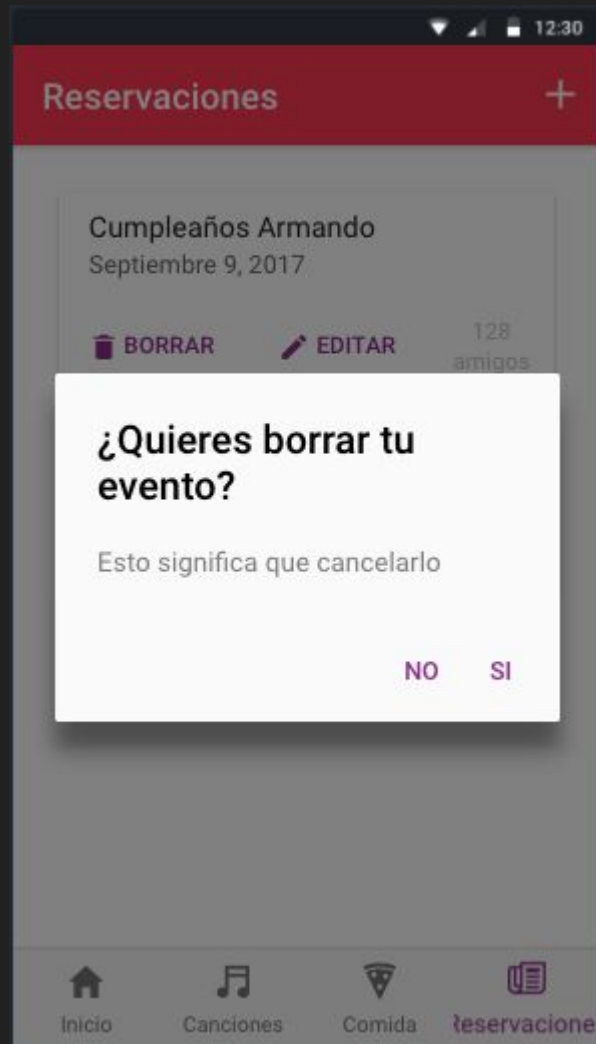 12:30
Reservaciones +
Cumpleaños Armando
Septiembre 9, 2017
BORRAR EDITAR 128
amigos
¿Quieres borrar tu
evento?
Esto significa que cancelarlo
NO SI
Inicio Canciones Comida Reservacione